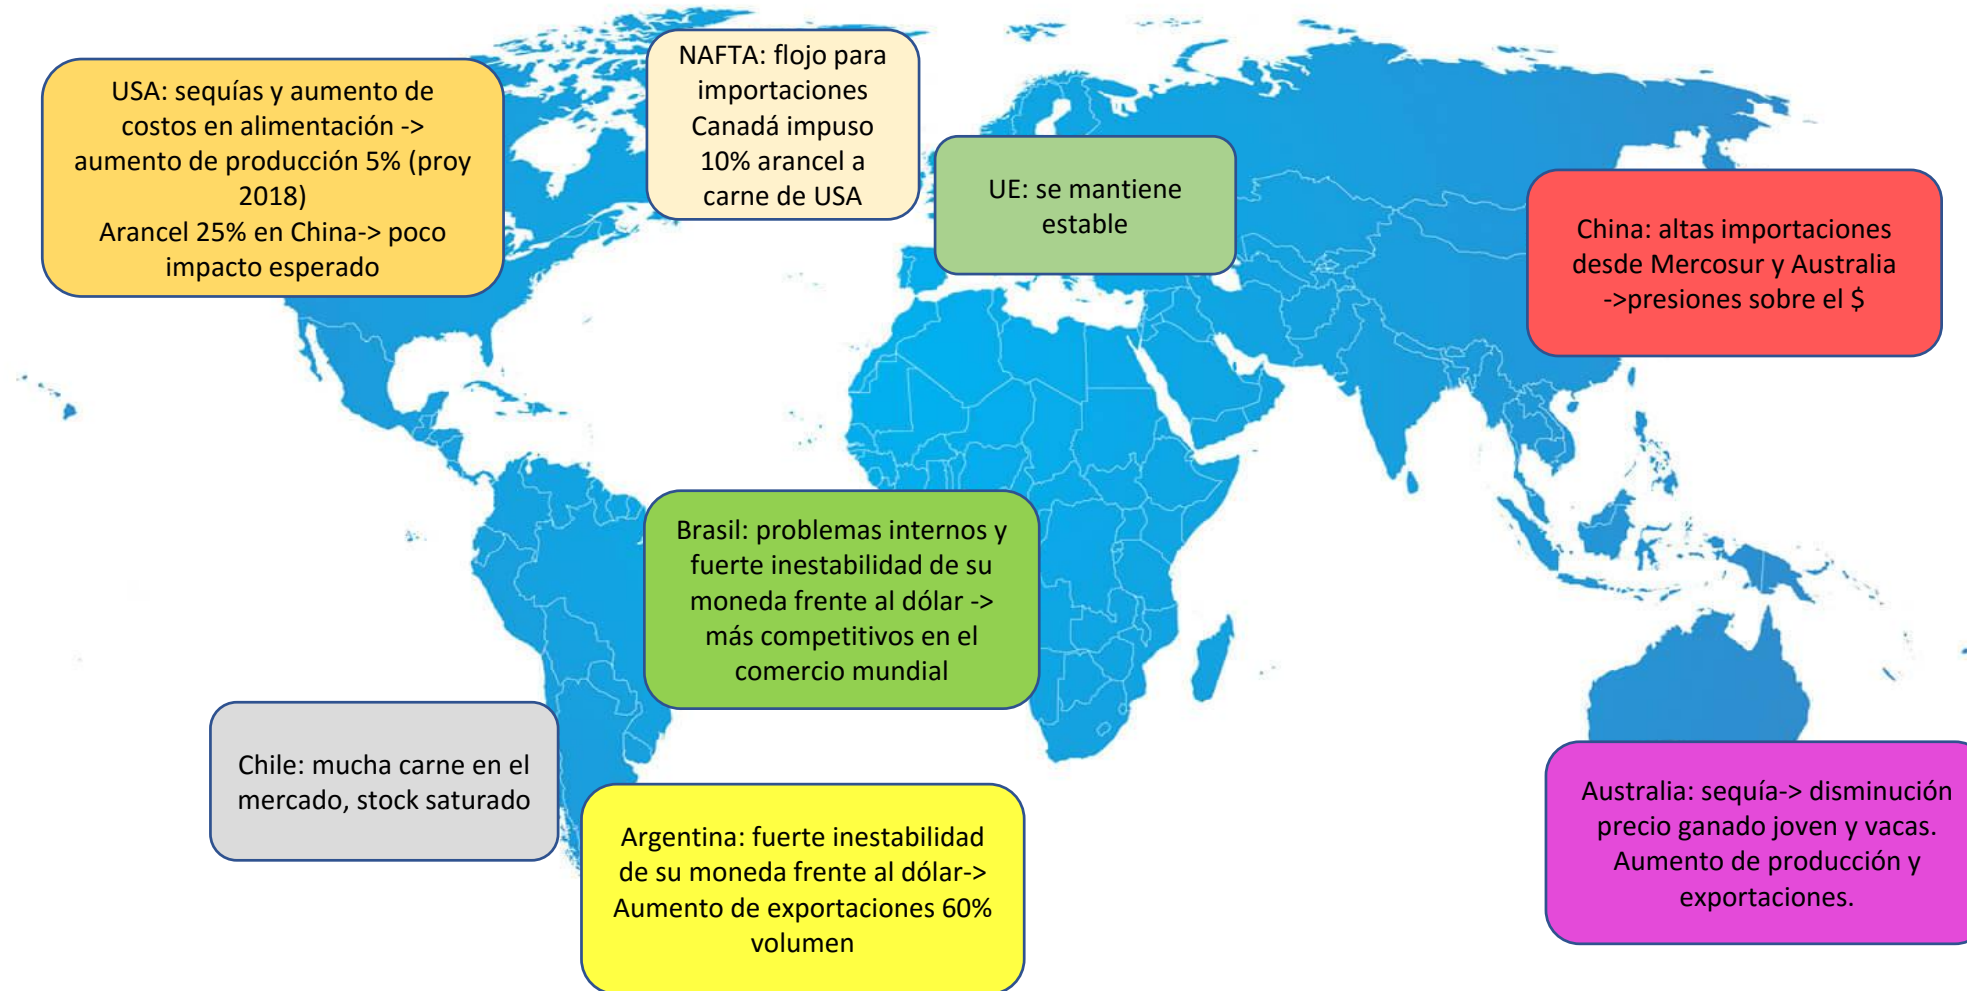 USA: sequías y aumento de
costos en alimentación ->
aumento de producción 5% (proy
2018)
Arancel 25% en China-> poco
impacto esperado
NAFTA: flojo para
importaciones
Canadá impuso
10% arancel a
carne de USA
UE: se mantiene
estable
China: altas importaciones
desde Mercosur y Australia
->presiones sobre el $
Brasil: problemas internos y
fuerte inestabilidad de su
moneda frente al dólar ->
más competitivos en el
comercio mundial
Chile: mucha carne en el
mercado, stock saturado
Argentina: fuerte inestabilidad
de su moneda frente al dólar->
Aumento de exportaciones 60%
volumen
Australia: sequía-> disminución
precio ganado joven y vacas.
Aumento de producción y
exportaciones.